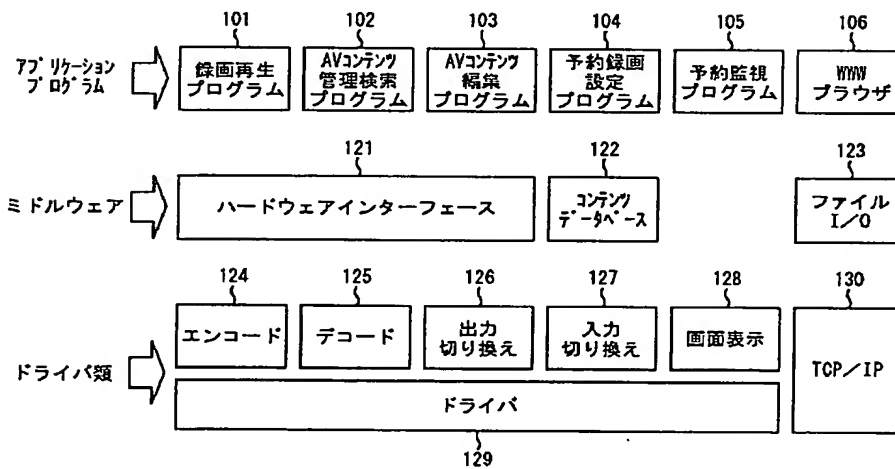 101 102 103 104 105 106
アプリケーション
プログラム
録画再生
プログラム
AVコンテンツ
管理検索
プログラム
AVコンテンツ
編集
プログラム
予約録画
設定
プログラム
予約監視
プログラム
WWW
ブラウザ
121 122 123
ミドルウェア
ハードウェアインターフェース
コンテンツ
データベース
ファイル
I/O
124 125 126 127 128 130
ドライバ類
エンコード
デコード
出力
切り換え
入力
切り換え
画面表示
TCP/IP
ドライバ
129